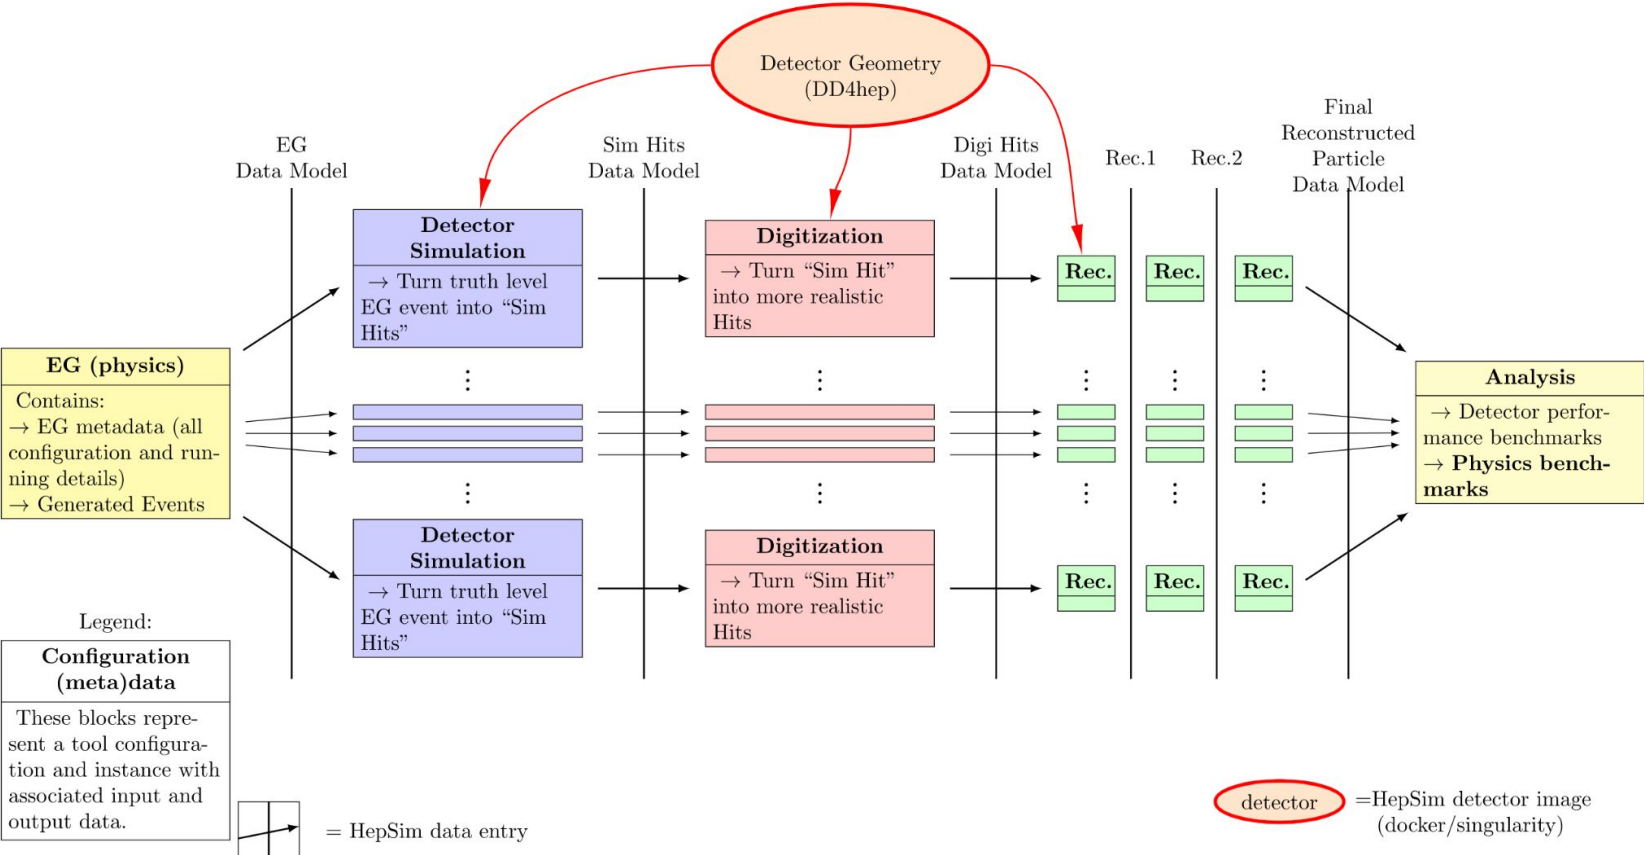 Detector Geometry
(DD4hep)
EG
Data Model
Sim Hits
Data Model
Digi Hits
Data Model
Rec.1
Rec.2
Final
Reconstructed
Particle
Data Model
EG (physics)
Contains:
→ EG metadata (all
configuration and run-
ning details)
→ Generated Events
Detector
Simulation
→ Turn truth level
EG event into “Sim
Hits”
Digitization
→ Turn “Sim Hit”
into more realistic
Hits
Rec.
Rec.
Rec.
Detector
Simulation
→ Turn truth level
EG event into “Sim
Hits”
Digitization
→ Turn “Sim Hit”
into more realistic
Hits
Rec.
Rec.
Rec.
Analysis
→ Detector perfor-
mance benchmarks
→ Physics bench-
marks
Legend:
Configuration
(meta)data
These blocks repre-
sent a tool configura-
tion and instance with
associated input and
output data.
= HepSim data entry
detector
=HepSim detector image
(docker/singularity)